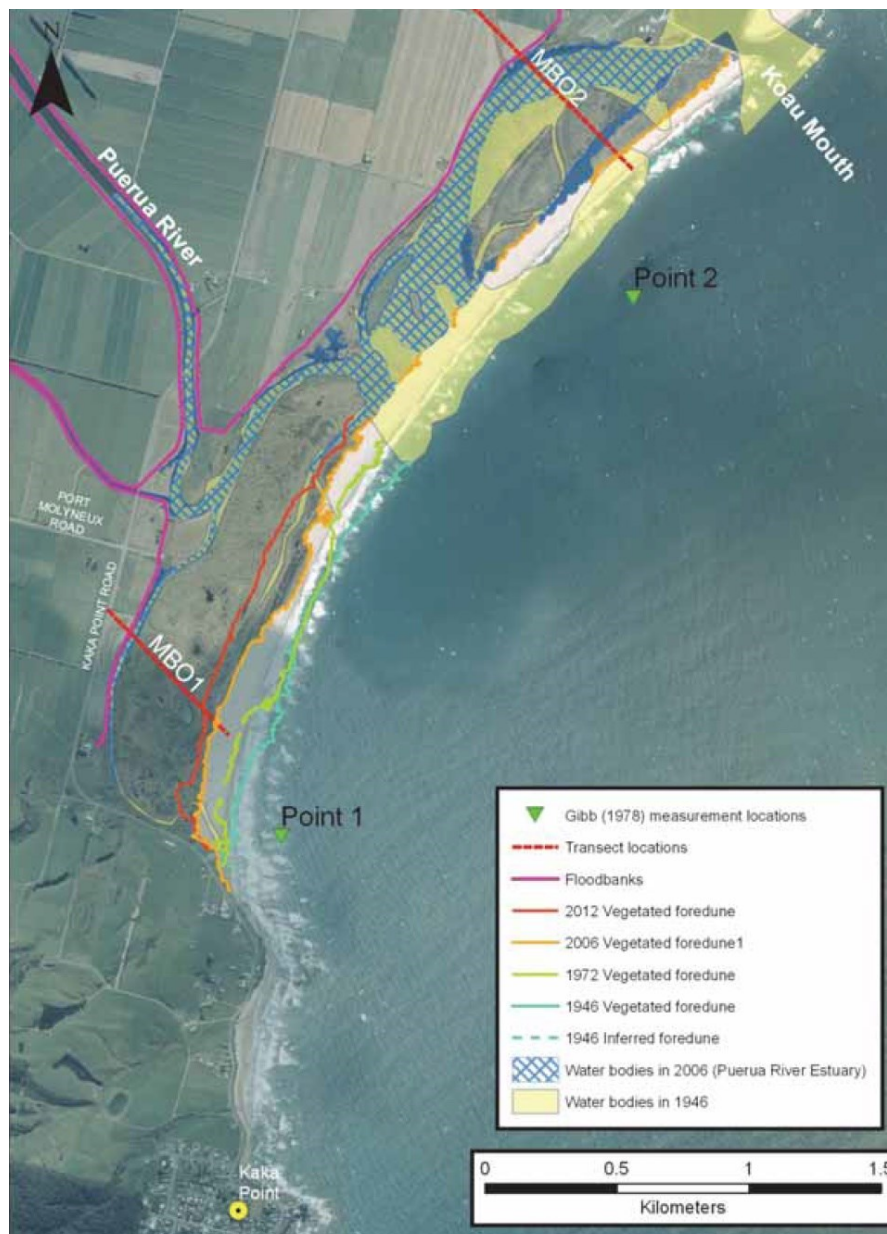 N
MBO2
Koau Mouth
Puerua River
Point 2
PORT
MOLYNEUX
ROAD
KAKA POINT ROAD
MBO1
Point 1
Gibb (1978) measurement locations
Transect locations
Floodbanks
2012 Vegetated foredune
2006 Vegetated foredune1
1972 Vegetated foredune
1946 Vegetated foredune
1946 Inferred foredune
Water bodies in 2006 (Puerua River Estuary)
Water bodies in 1946
0 0.5 1 1.5
Kilometers
Kaka
Point